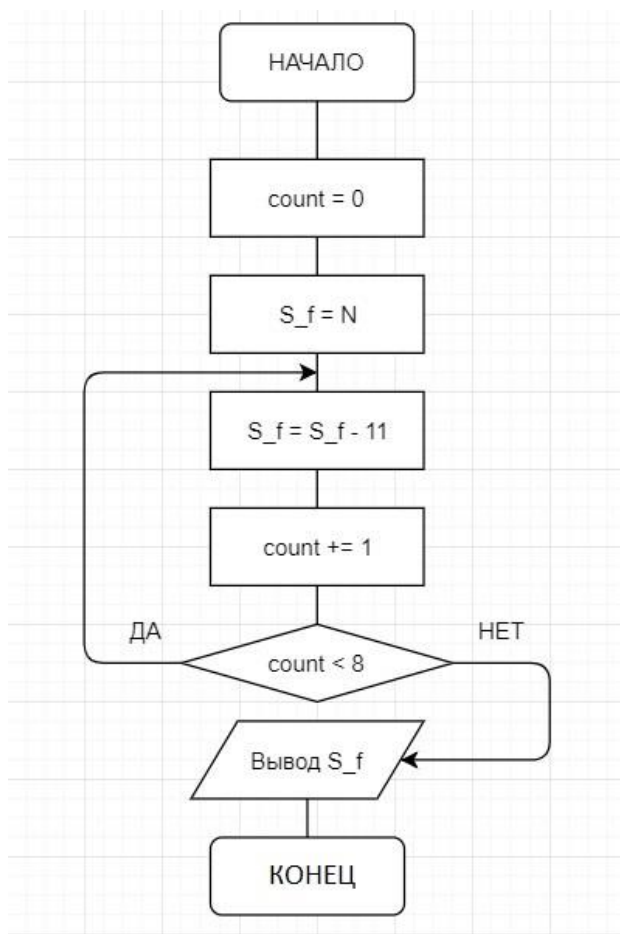 НАЧАЛО
count = 0
S_f = N
S_f = S_f - 11
count += 1
ДА
НЕТ
count < 8
Вывод S_f
КОНЕЦ